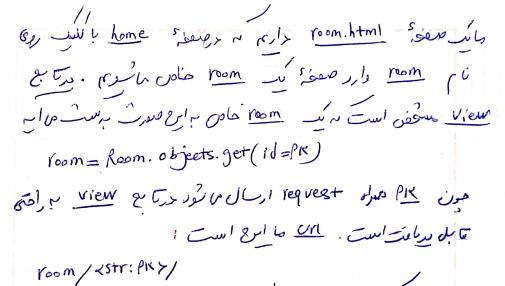 ما یک صفحهٔ room.html داریم که در صفحهٔ home با کلیک روی
نام room وارد صفحهٔ یک room خاص می‌شویم. در تابع
view مشخص است که یک room خاص به این صورت به دست می‌آید
room = Room.objects.get(id=PK)
چون PK همراه request ارسال می‌شود در تابع view به راحتی
قابل دریافت است. url ما این است :
room/<str:PK>/